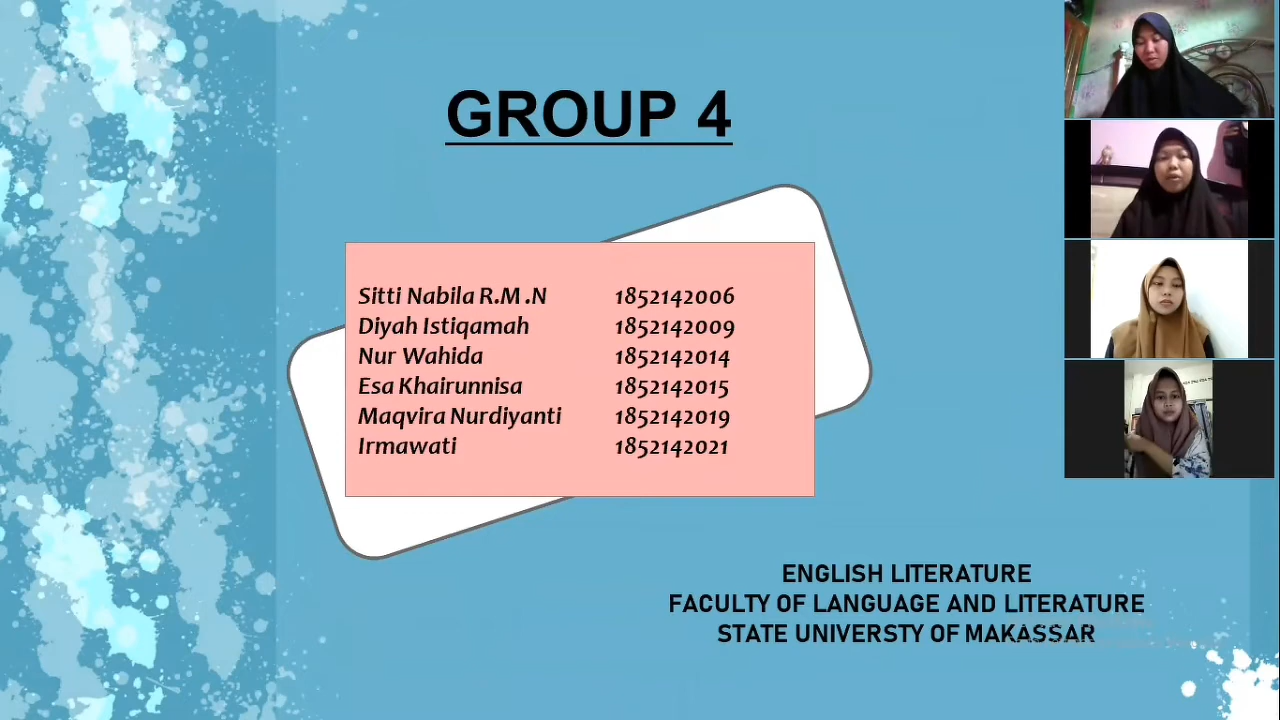 GROUP 4
Sitti Nabila R.M .N 1852142006
Diyah Istiqamah 1852142009
Nur Wahida 1852142014
Esa Khairunnisa 1852142015
Maqvira Nurdiyanti 1852142019
Irmawati 1852142021
ENGLISH LITERATURE
FACULTY OF LANGUAGE AND LITERATURE
STATE UNIVERSTY OF MAKASSAR